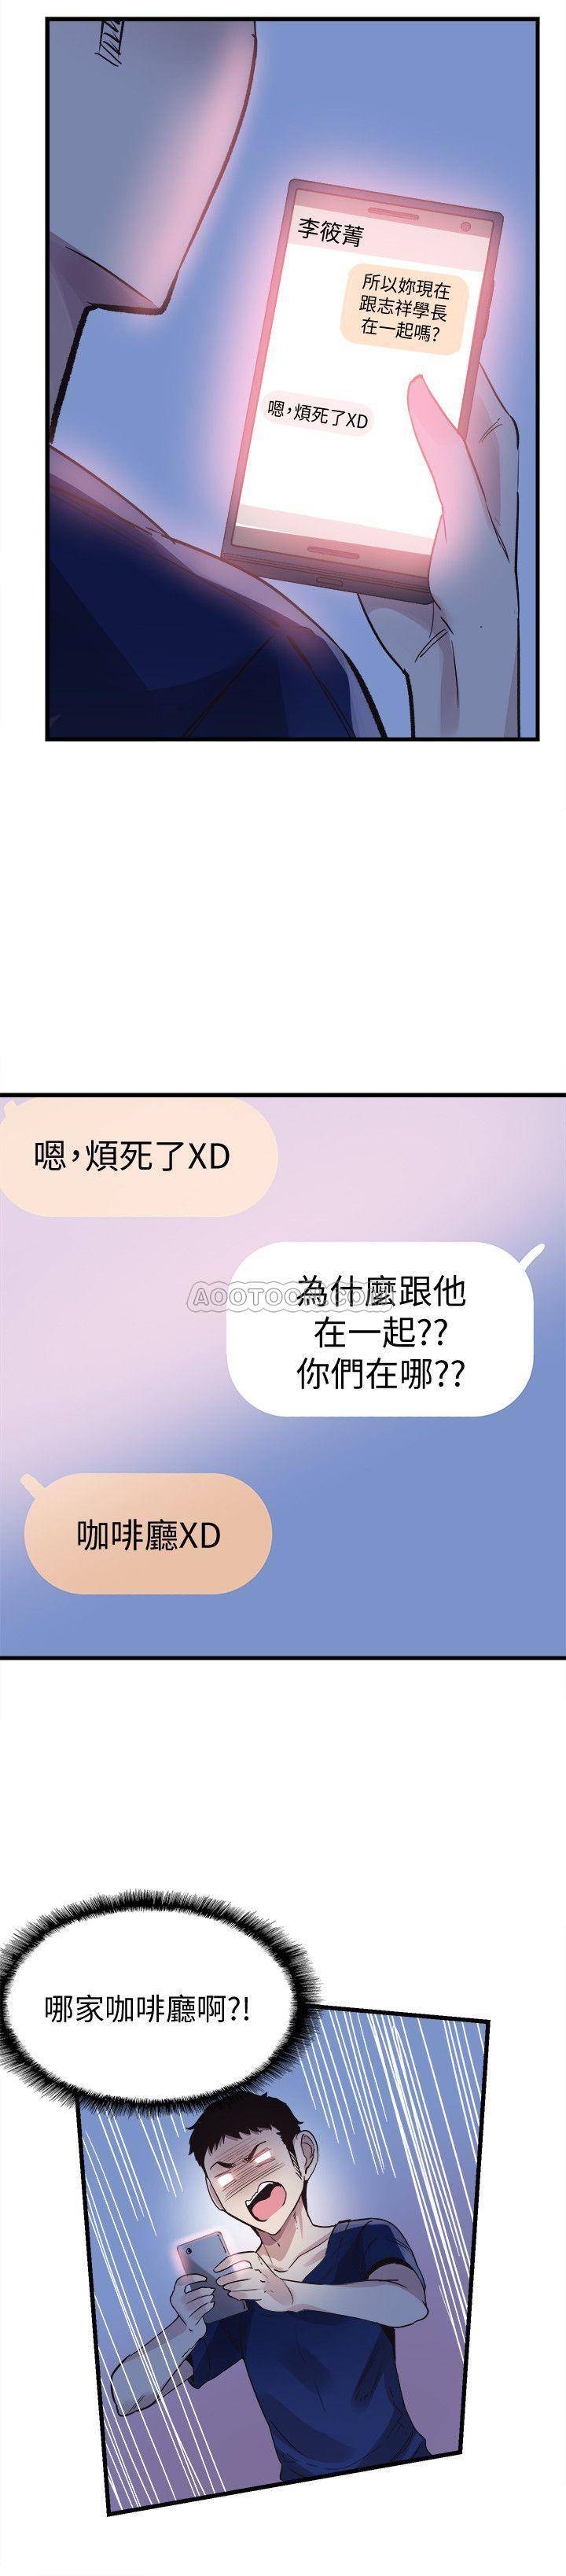 李筱菁
所以妳現在
跟志祥學長
在一起嗎?
嗯，煩死了XD
嗯，煩死了XD
為什麼跟他
AOOTOON.COM
在一起??
你們在哪??
咖啡廳XD
哪家咖啡廳啊?!